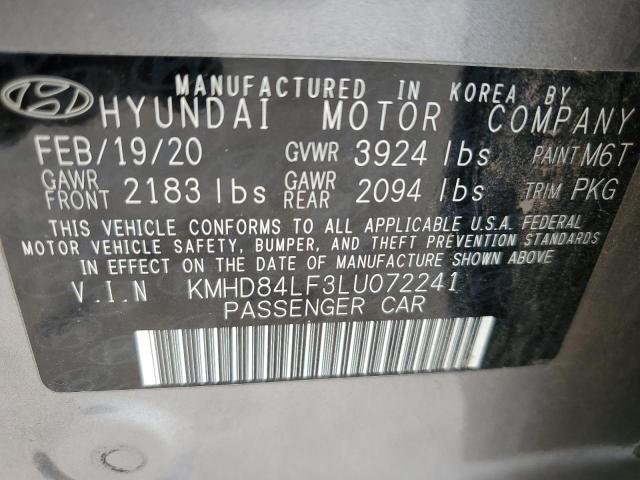 MANUFACTURED IN KOREA BY
HYUNDAI MOTOR COMPANY
FEB/19/20 GVWR 3924 lbs PAINT M6T
GAWR FRONT 2183 lbs GAWR REAR 2094 lbs TRIM PKG
THIS VEHICLE CONFORMS TO ALL APPLICABLE U.S.A. FEDERAL
MOTOR VEHICLE SAFETY, BUMPER, AND THEFT PREVENTION STANDARDS
IN EFFECT ON THE DATE OF MANUFACTURE SHOWN ABOVE
V.I.N KMHD84LF3LU072241
PASSENGER CAR